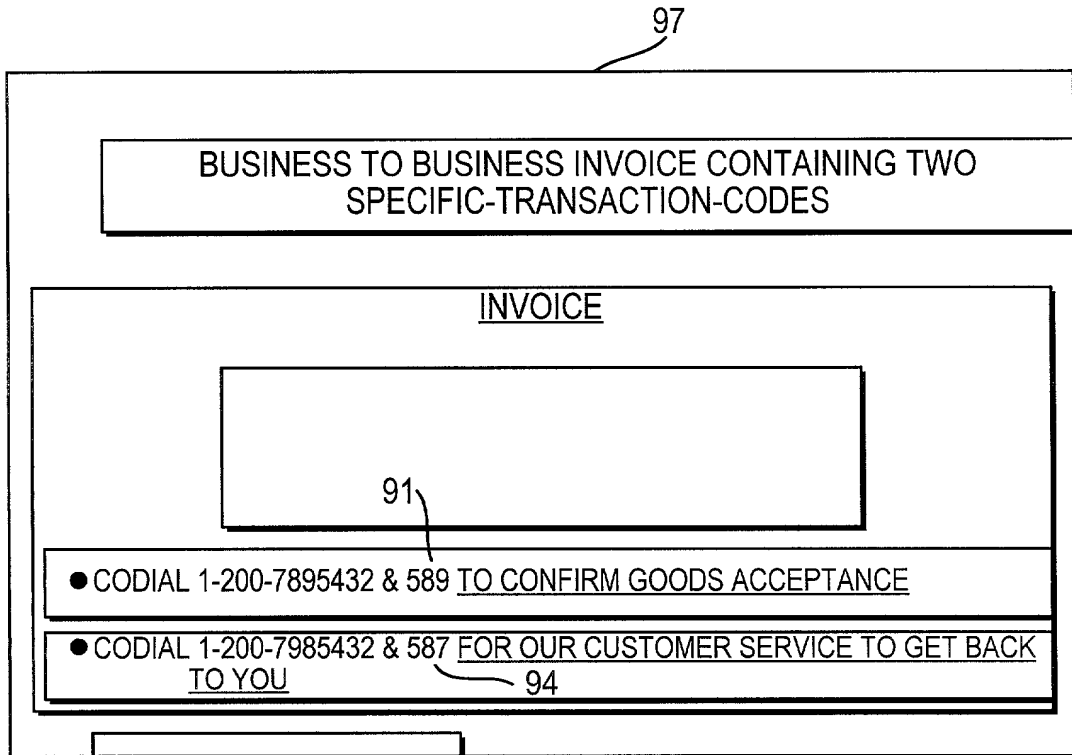 97
BUSINESS TO BUSINESS INVOICE CONTAINING TWO
SPECIFIC-TRANSACTION-CODES
INVOICE
91
● CODIAL 1-200-7895432 & 589 TO CONFIRM GOODS ACCEPTANCE
● CODIAL 1-200-7985432 & 587 FOR OUR CUSTOMER SERVICE TO GET BACK
TO YOU
94